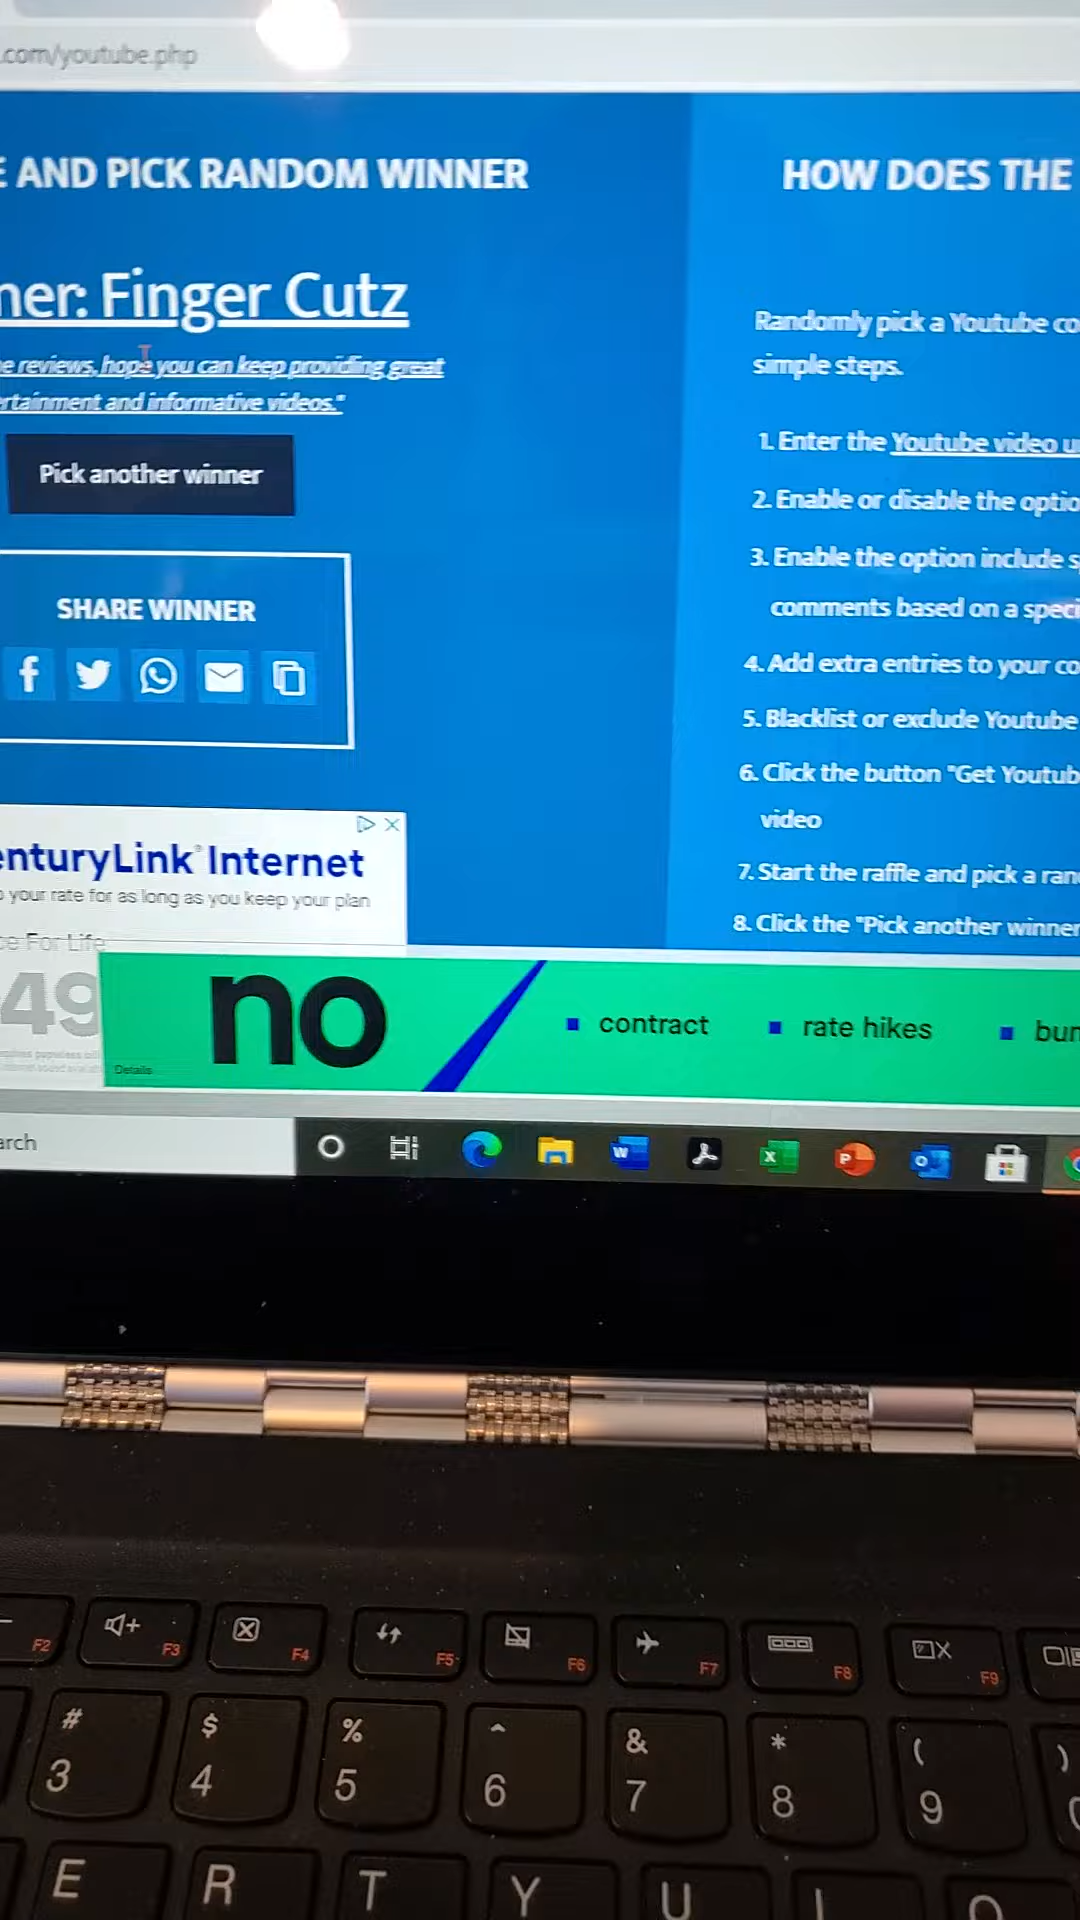 .com/youtube.php
E AND PICK RANDOM WINNER
ner: Finger Cutz
e reviews, hope you can keep providing great
ertainment and informative videos."
Pick another winner
SHARE WINNER
HOW DOES THE
Randomly pick a Youtube co
simple steps.
1. Enter the Youtube video u
2. Enable or disable the optio
3. Enable the option include s
comments based on a speci
4. Add extra entries to your co
5. Blacklist or exclude Youtube
6. Click the button "Get Youtub
video
7. Start the raffle and pick a ran
8. Click the "Pick another winner
enturyLink Internet
o your rate for as long as you keep your plan
ce For Life
49
no
contract
rate hikes
bun
Details
arch
F2 F3 F4 F5 F6 F7 F8 F9
# $ % ^ & * ( )
3 4 5 6 7 8 9
E R T Y U